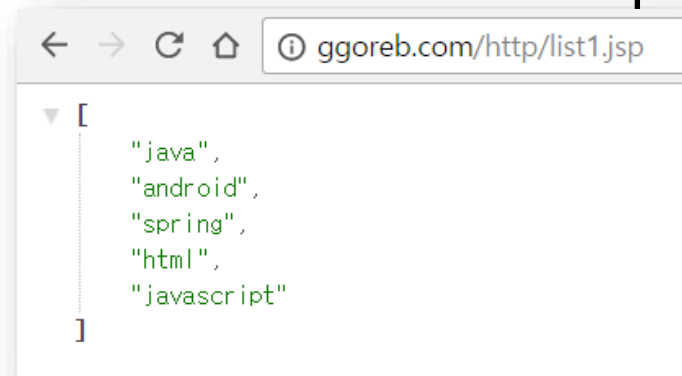 ggoreb.com/http/list1.jsp
[
"java",
"android",
"spring",
"html",
"javascript"
]